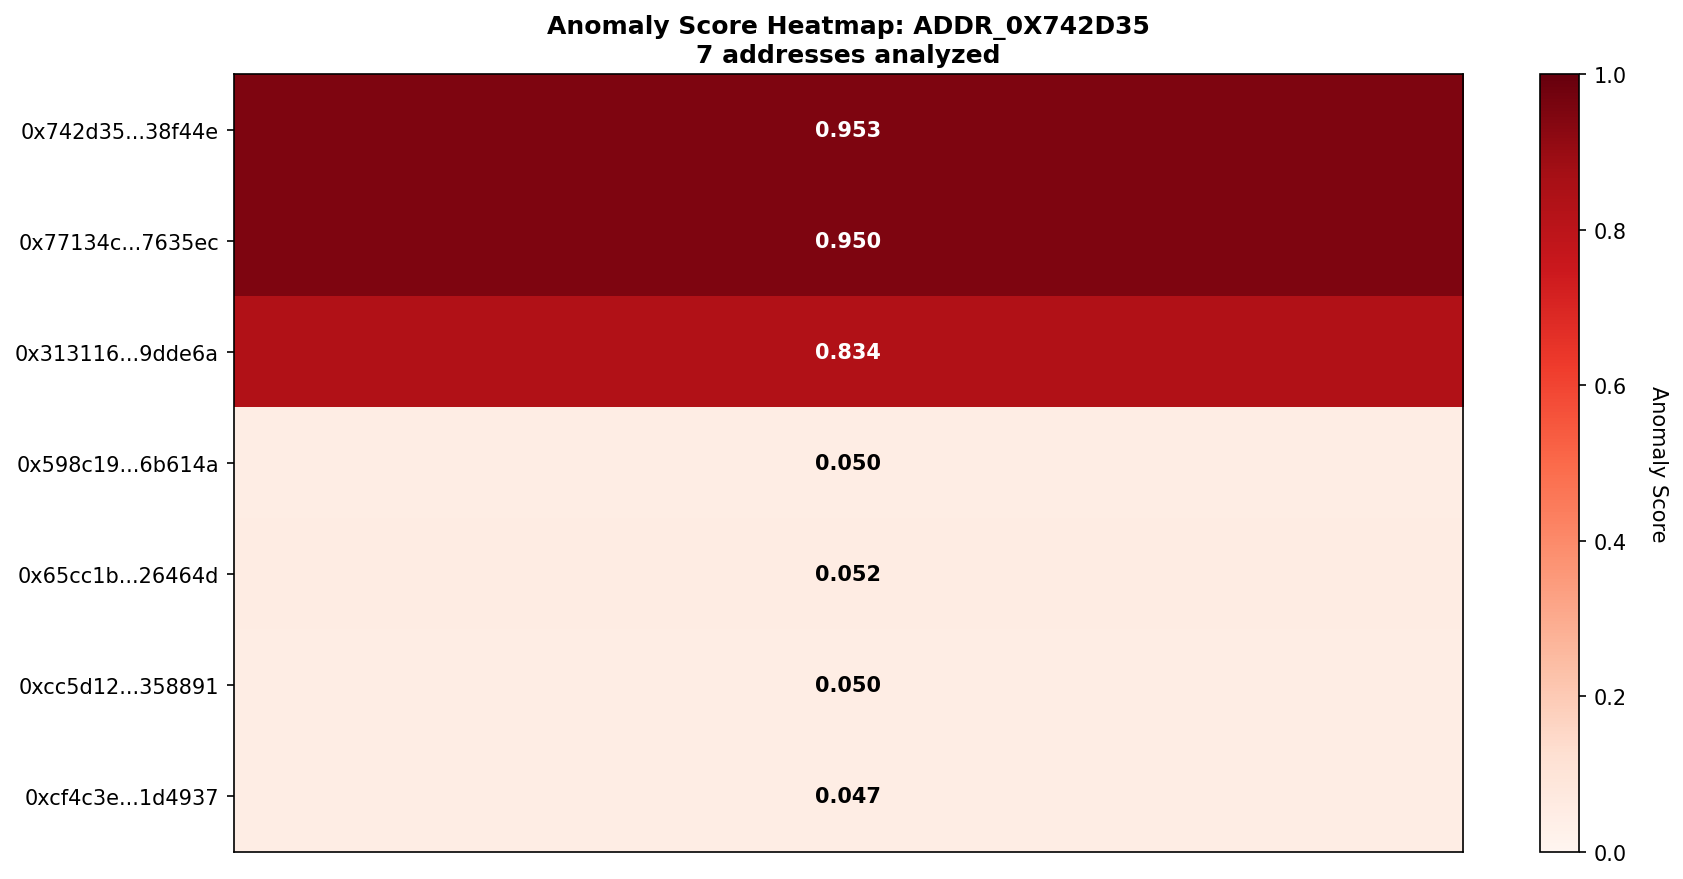 Anomaly Score Heatmap: ADDR_0X742D35
7 addresses analyzed
0x742d35...38f44e
0.953
0x77134c...7635ec
0.950
0x313116...9dde6a
0.834
0x598c19...6b614a
0.050
0x65cc1b...26464d
0.052
0xcc5d12...358891
0.050
0xcf4c3e...1d4937
0.047
1.0
0.8
0.6
0.4
0.2
0.0
Anomaly Score